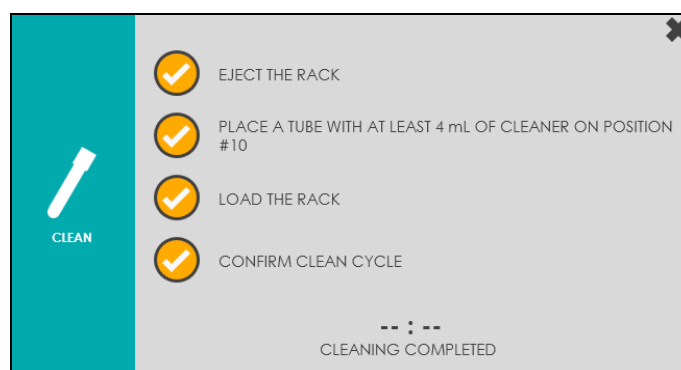 EJECT THE RACK
PLACE A TUBE WITH AT LEAST 4 mL OF CLEANER ON POSITION
#10
LOAD THE RACK
CLEAN
CONFIRM CLEAN CYCLE
-- : --
CLEANING COMPLETED